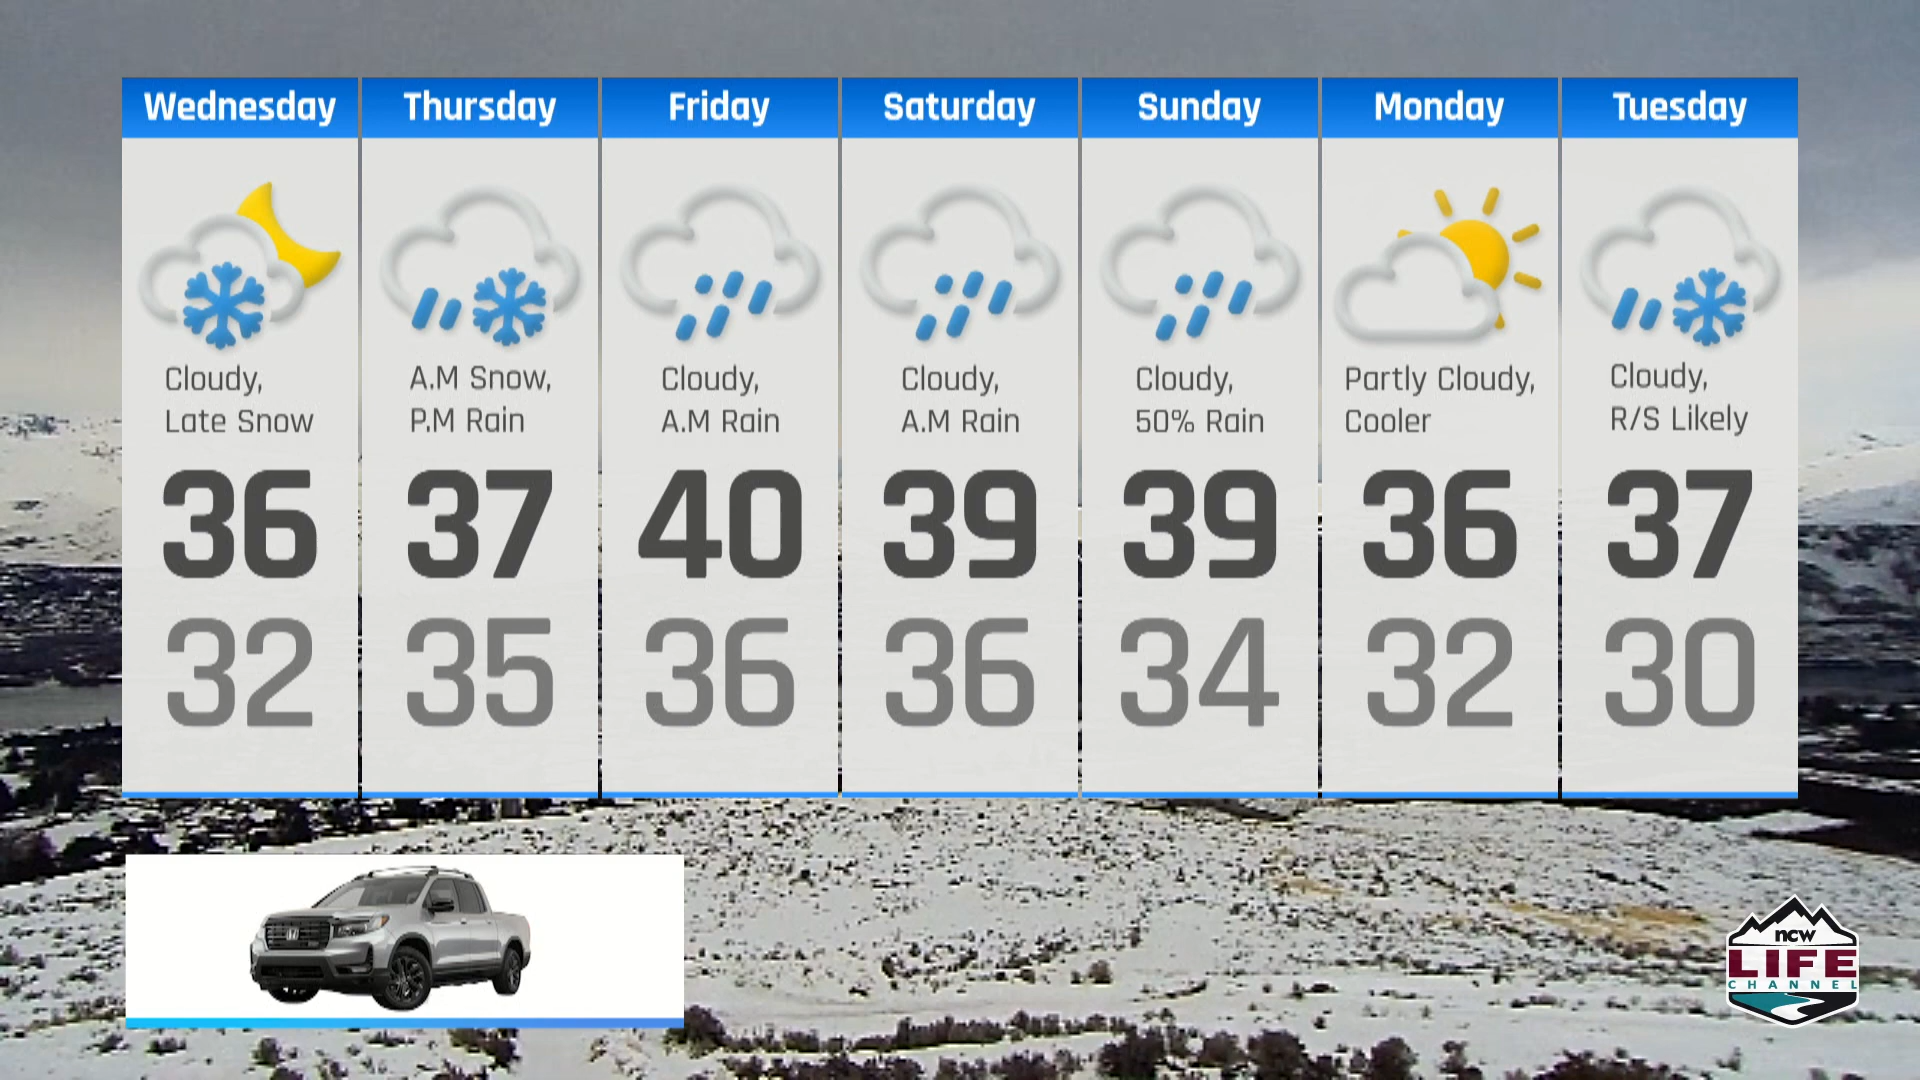 Wednesday
Cloudy,
Late Snow
36
32
Thursday
A.M Snow,
P.M Rain
37
35
Friday
Cloudy,
A.M Rain
40
36
Saturday
Cloudy,
A.M Rain
39
36
Sunday
Cloudy,
50% Rain
39
34
Monday
Partly Cloudy,
Cooler
36
32
Tuesday
Cloudy,
R/S Likely
37
30
ncw
LIFE
CHANNEL